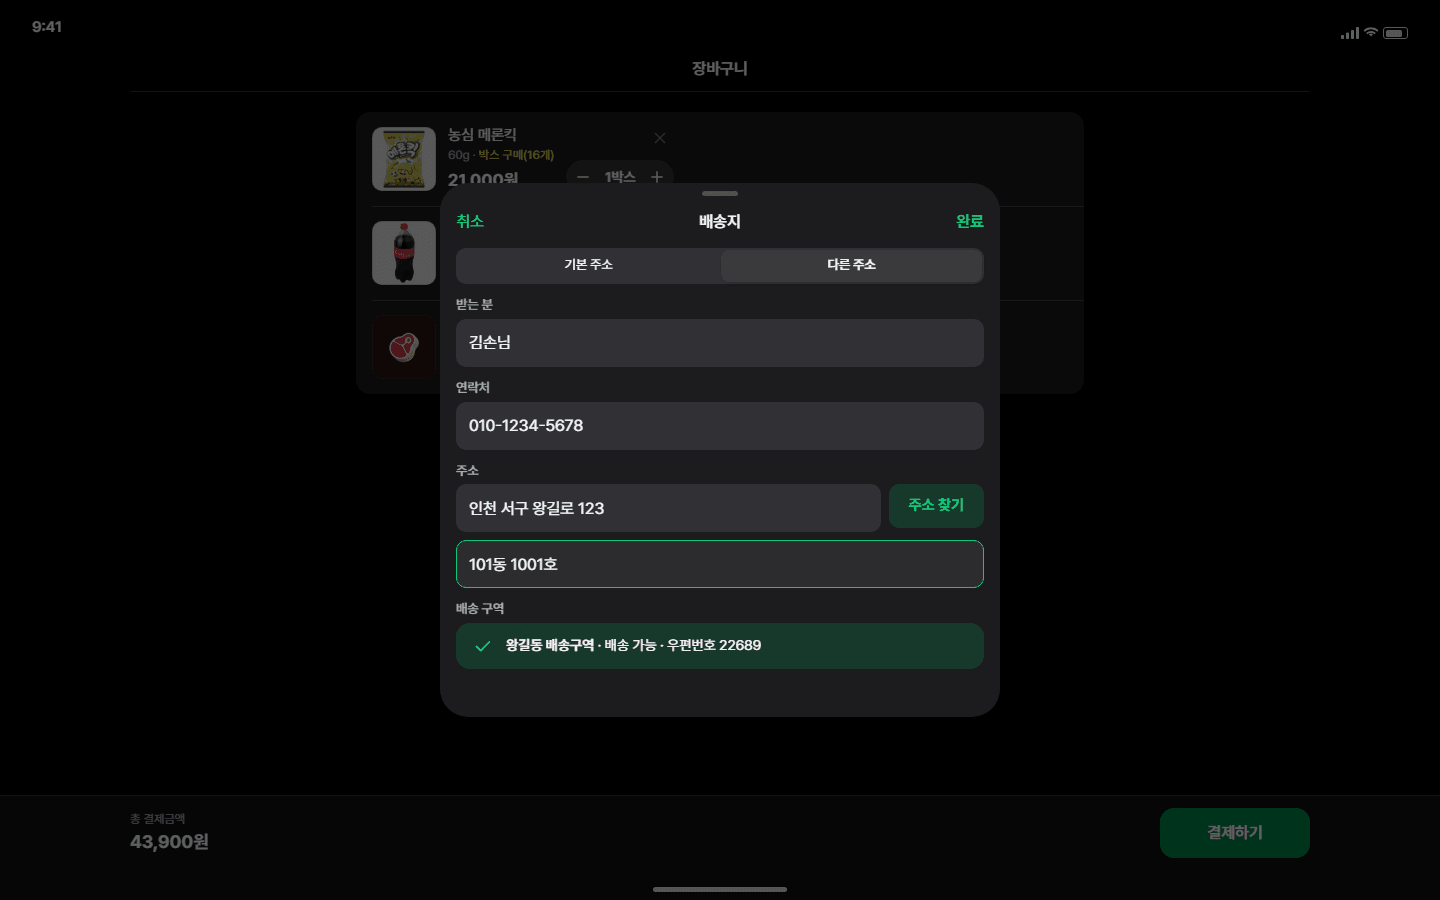 9:41
장바구니
농심 메론킥
60g · 박스 구매(16개)
21,000원
1박스
취소
배송지
완료
기본 주소
다른 주소
받는 분
김손님
연락처
010-1234-5678
주소
인천 서구 왕길로 123
주소 찾기
101동 1001호
배송 구역
왕길동 배송구역 · 배송 가능 · 우편번호 22689
총 결제금액
43,900원
결제하기